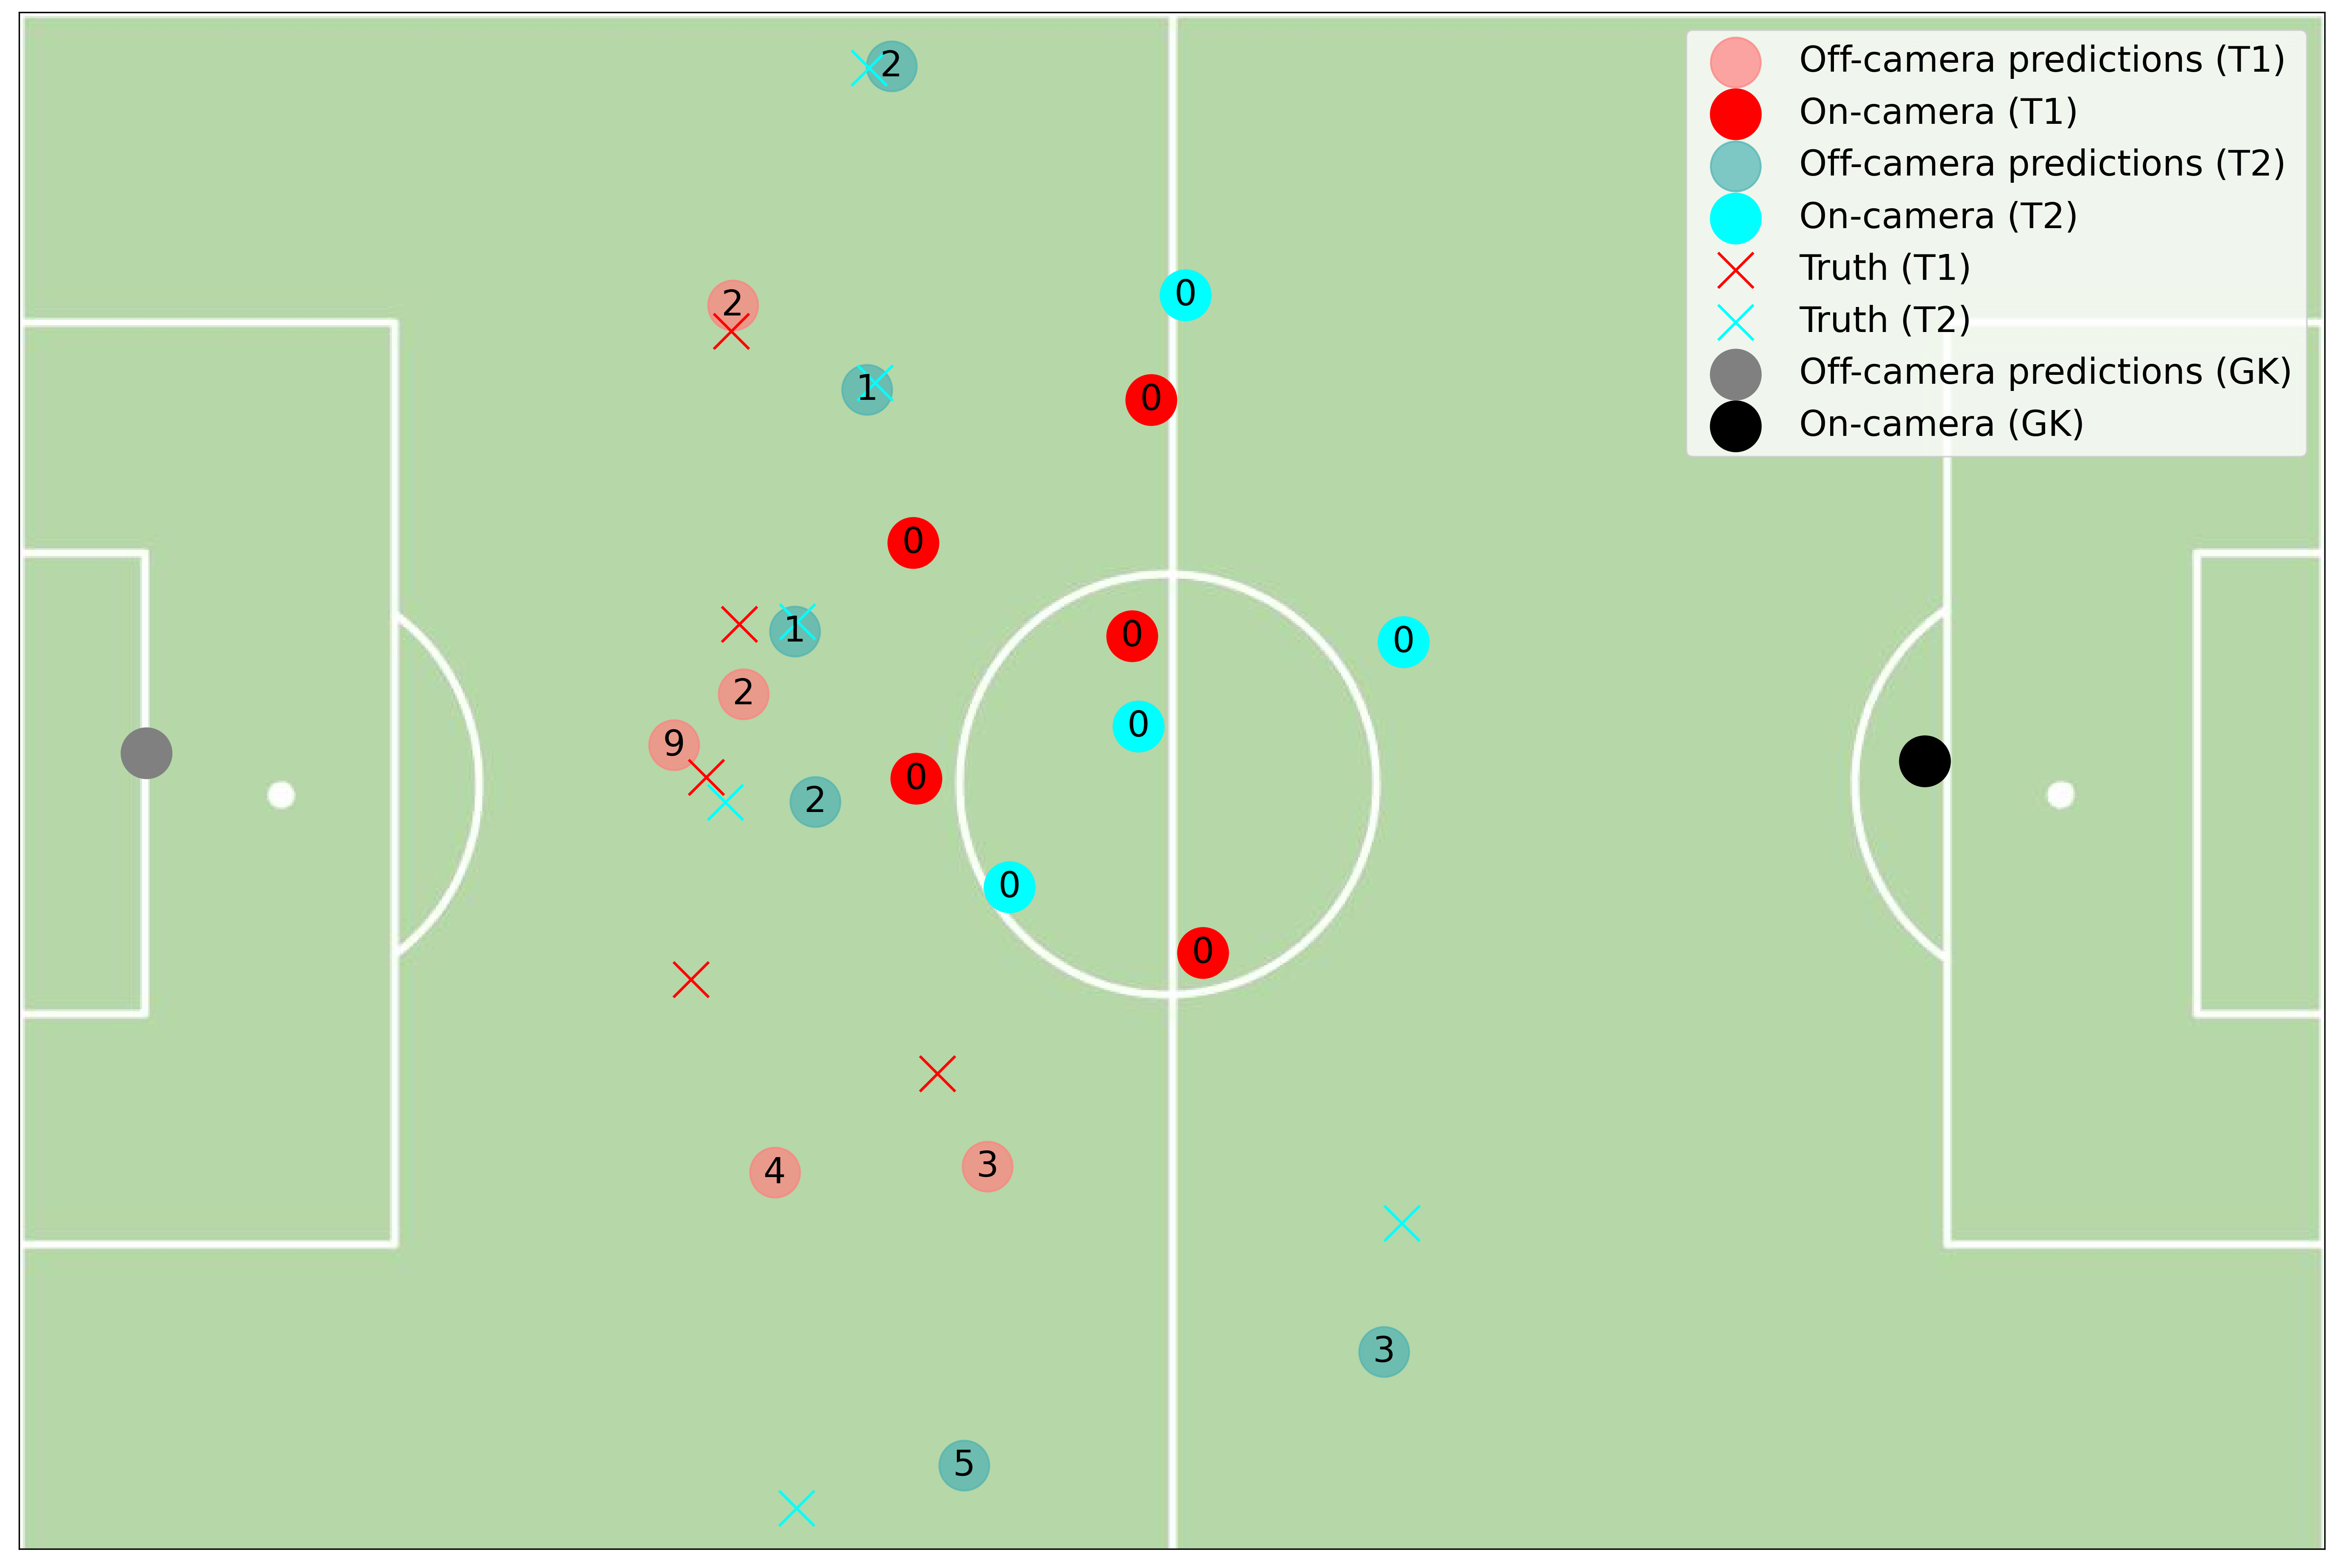 Off-camera predictions (T1)
On-camera (T1)
Off-camera predictions (T2)
On-camera (T2)
Truth (T1)
Truth (T2)
Off-camera predictions (GK)
On-camera (GK)
2
0
2
1
0
0
1
0
0
2
0
9
0
2
0
0
3
4
3
5